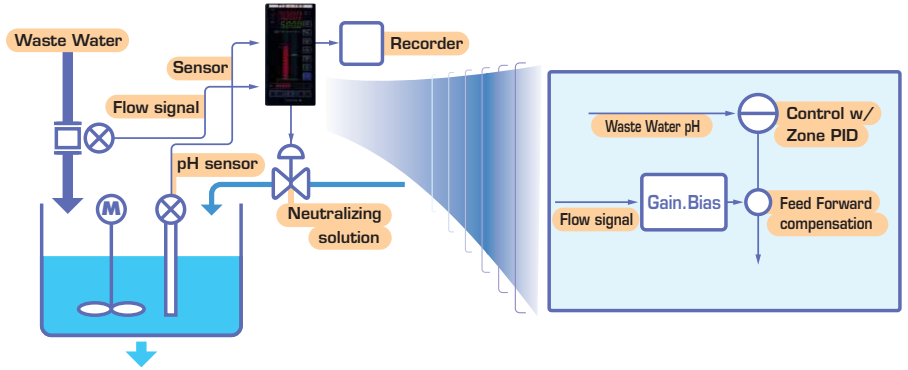 Waste Water
Sensor
Recorder
Flow signal
pH sensor
M
Neutralizing
solution
Waste Water pH
Control w/
Zone PID
Flow signal
Gain.Bias
Feed Forward
compensation